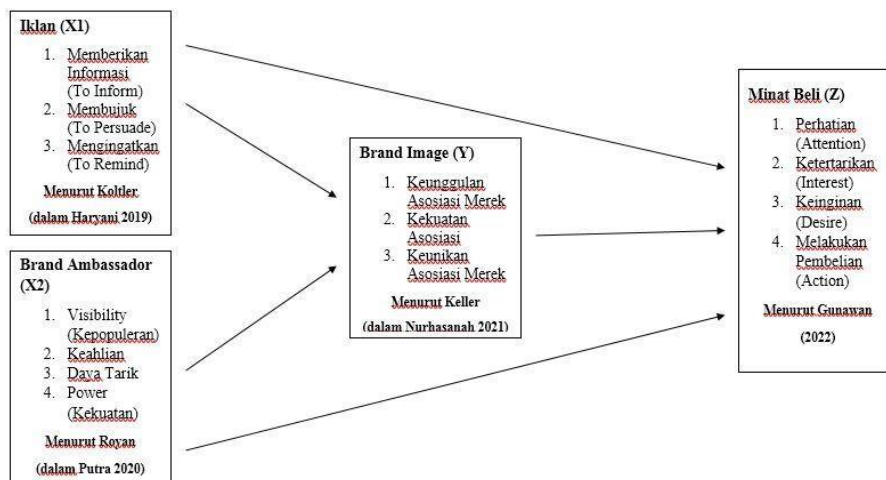 Iklan (X1)
1. Memberikan
Informasi
(To Inform)
2. Membujuk
(To Persuade)
3. Mengingatkan
(To Remind)
Menurut Koltler
(dalam Haryani 2019)
Brand Ambassador
(X2)
1. Visibility
(Kepopuleran)
2. Keahlian
3. Daya Tarik
4. Power
(Kekuatan)
Menurut Royan
(dalam Putra 2020)
Brand Image (Y)
1. Keunggulan
Asosiasi Merek
2. Kekuatan
Asosiasi
3. Keunikan
Asosiasi Merek
Menurut Keller
(dalam Nurhasanah 2021)
Minat Beli (Z)
1. Perhatian
(Attention)
2. Ketertarikan
(Interest)
3. Keinginan
(Desire)
4. Melakukan
Pembelian
(Action)
Menurut Gunawan
(2022)